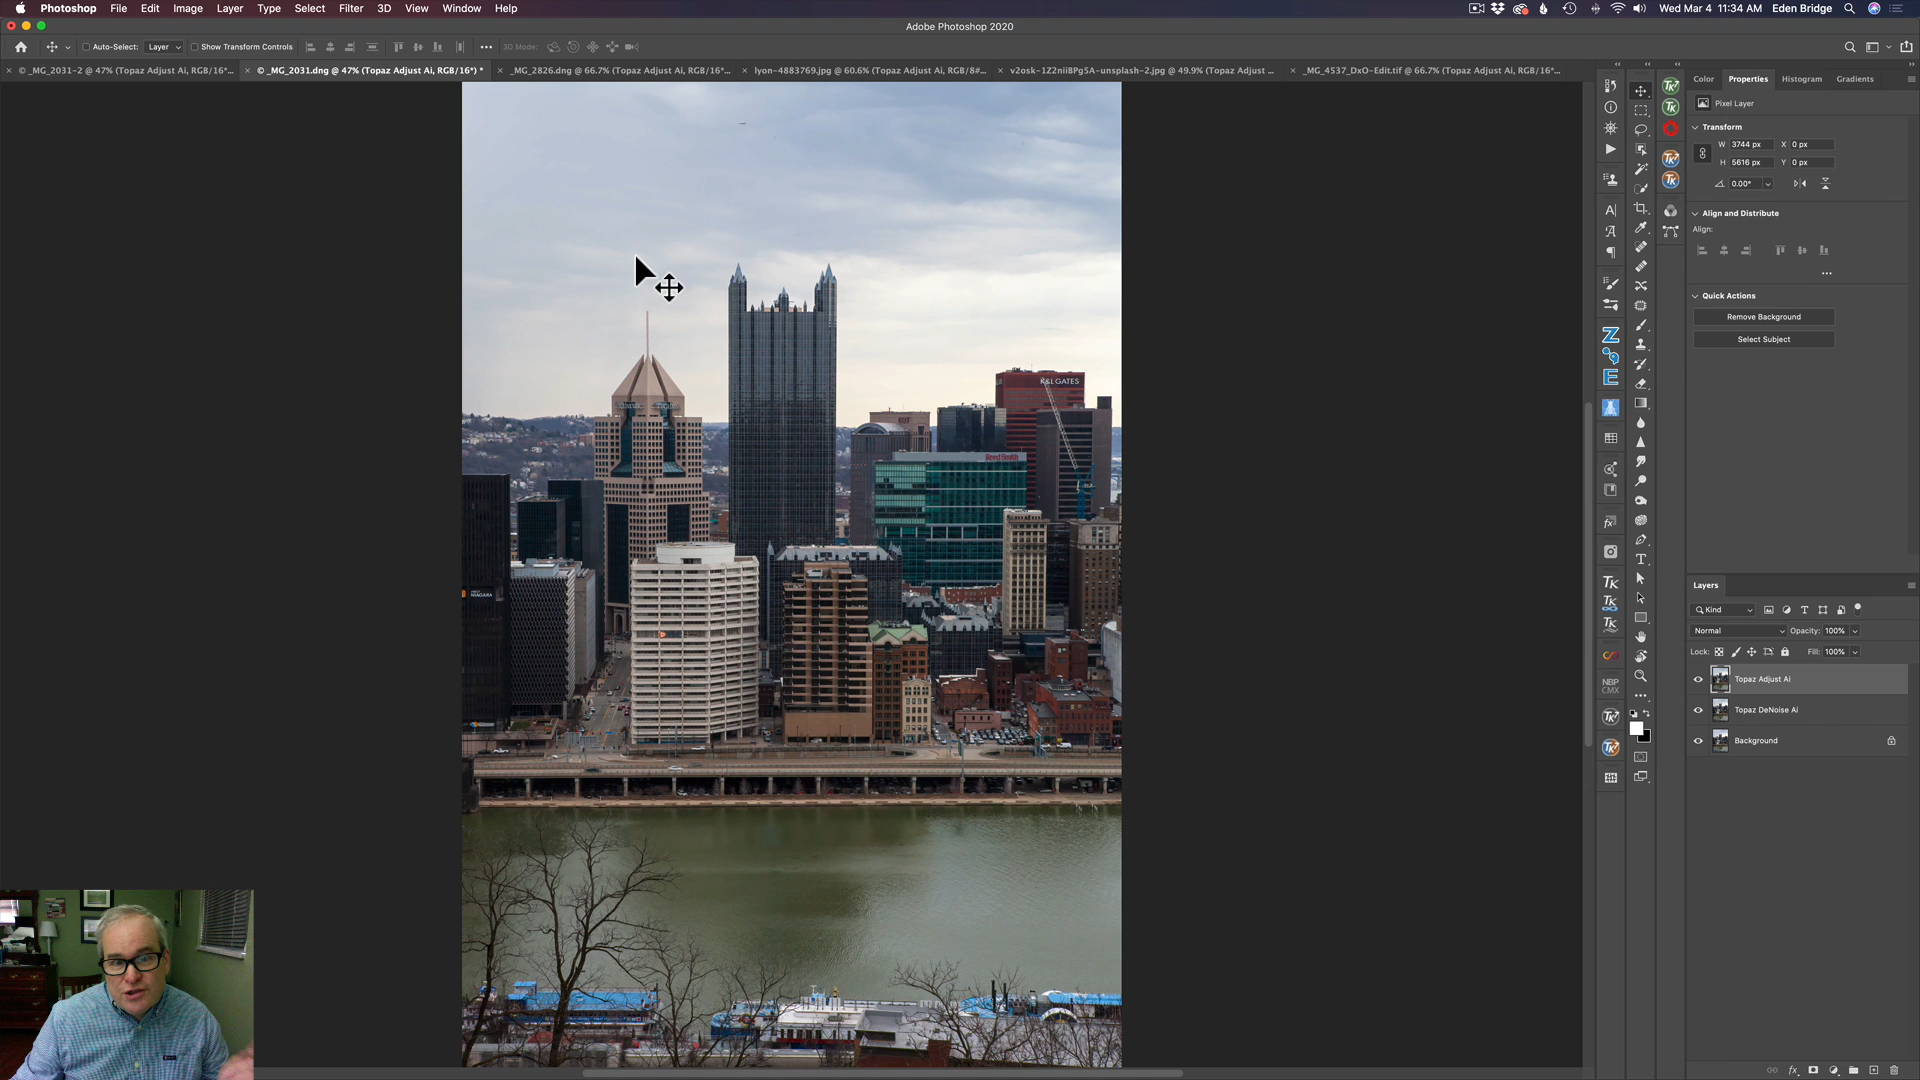 Photoshop File Edit Image Layer Type Select Filter 3D View Window Help
Wed Mar 4 11:34 AM Eden Bridge
Adobe Photoshop 2020
Auto-Select: Layer Show Transform Controls 3D Mode:
© _MG_2031-2 @ 47% (Topaz Adjust Ai, RGB/16*...
© _MG_2031.dng @ 47% (Topaz Adjust Ai, RGB/16*) *
_MG_2826.dng @ 66.7% (Topaz Adjust Ai, RGB/16*...
lyon-4883769.jpg @ 60.6% (Topaz Adjust Ai, RGB/8#...
v2osk-1Z2niiBPg5A-unsplash-2.jpg @ 49.9% (Topaz Adjust ...
_MG_4537_DxO-Edit.tif @ 66.7% (Topaz Adjust Ai, RGB/16*...
Color Properties Histogram Gradients
Pixel Layer
Transform
W 3744 px X 0 px
H 5616 px Y 0 px
0.00°
Align and Distribute
Align:
Quick Actions
Remove Background
Select Subject
K&L GATES
Reed Smith
NIAGARA
NBP
CMX
Layers
Kind
Normal Opacity: 100%
Lock: Fill: 100%
Topaz Adjust Ai
Topaz DeNoise Ai
Background